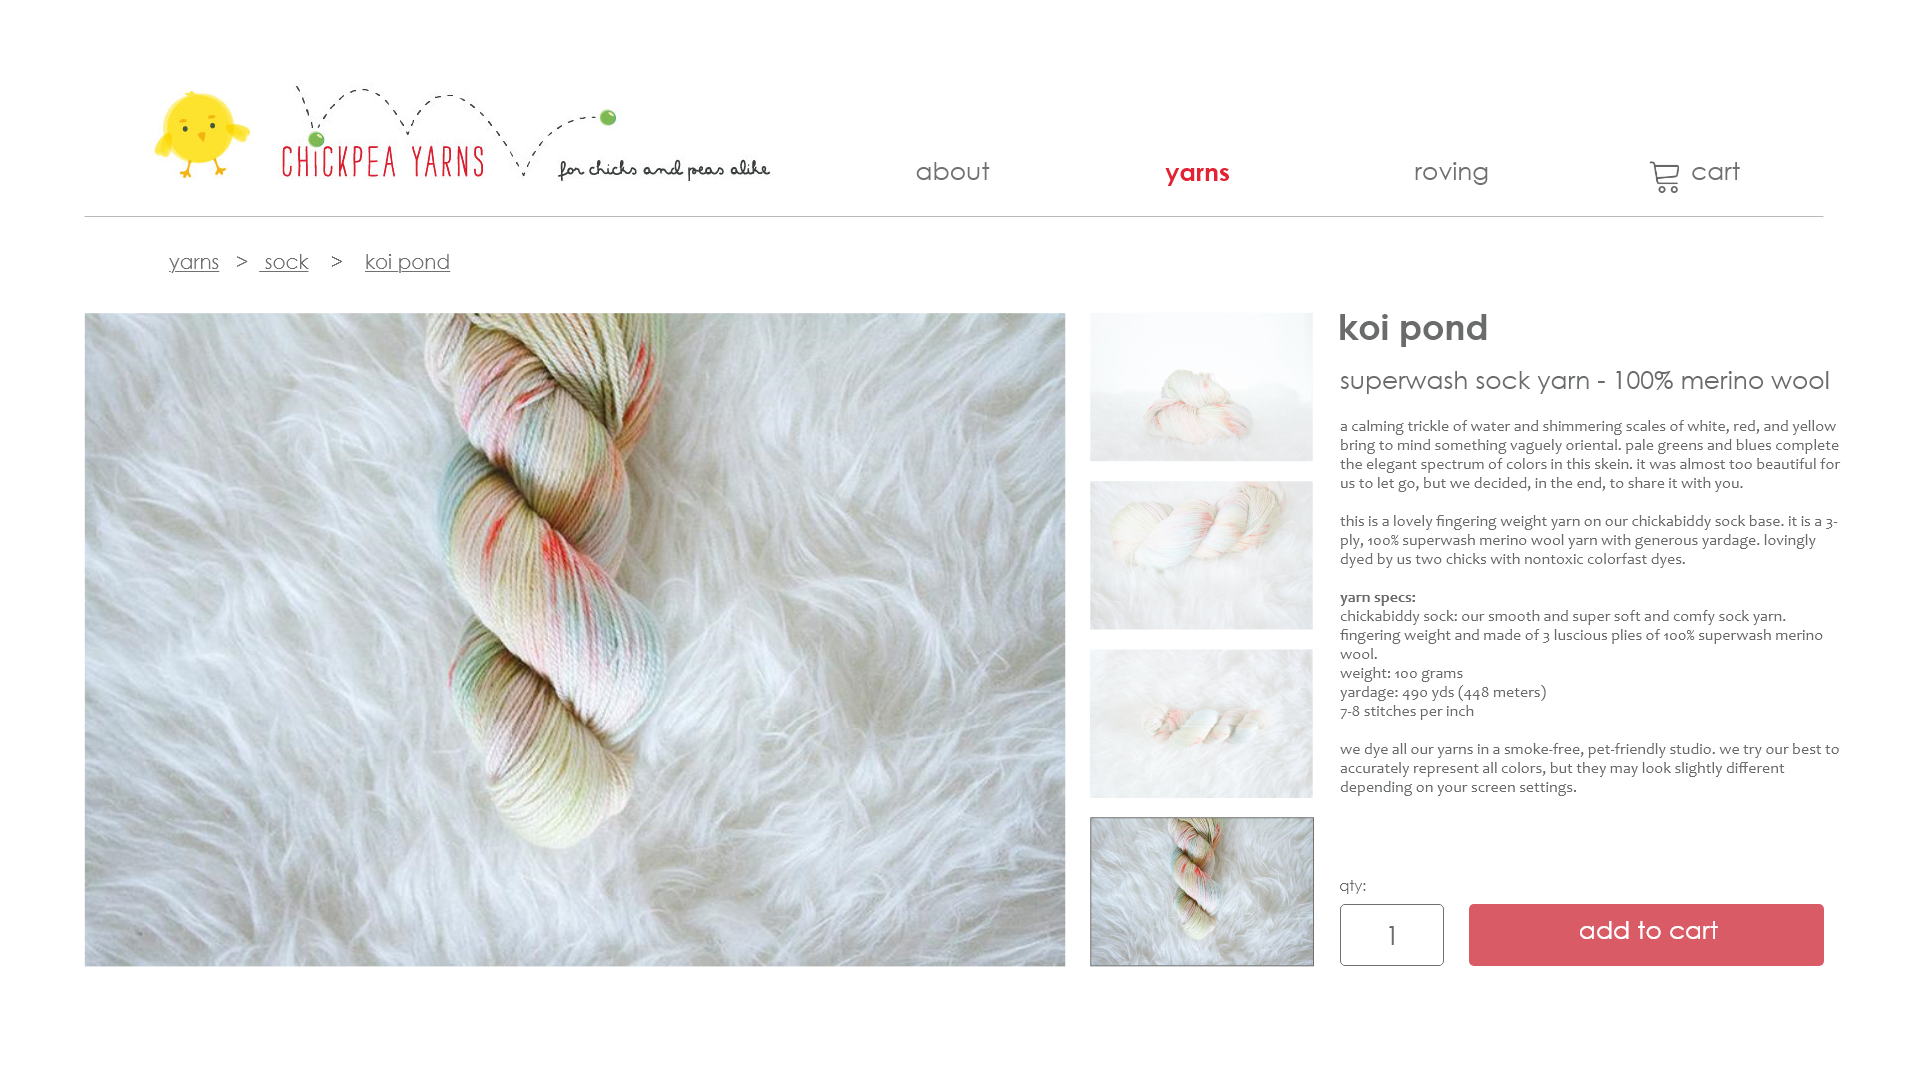 CHICKPEA YARNS
for chicks and peas alike
about
yarns
roving
cart
yarns > sock > koi pond
koi pond
superwash sock yarn - 100% merino wool
a calming trickle of water and shimmering scales of white, red, and yellow
bring to mind something vaguely oriental. pale greens and blues complete
the elegant spectrum of colors in this skein. it was almost too beautiful for
us to let go, but we decided, in the end, to share it with you.
this is a lovely fingering weight yarn on our chickabiddy sock base. it is a 3-
ply, 100% superwash merino wool yarn with generous yardage. lovingly
dyed by us two chicks with nontoxic colorfast dyes.
yarn specs:
chickabiddy sock: our smooth and super soft and comfy sock yarn.
fingering weight and made of 3 luscious plies of 100% superwash merino
wool.
weight: 100 grams
yardage: 490 yds (448 meters)
7-8 stitches per inch
we dye all our yarns in a smoke-free, pet-friendly studio. we try our best to
accurately represent all colors, but they may look slightly different
depending on your screen settings.
qty:
1
add to cart